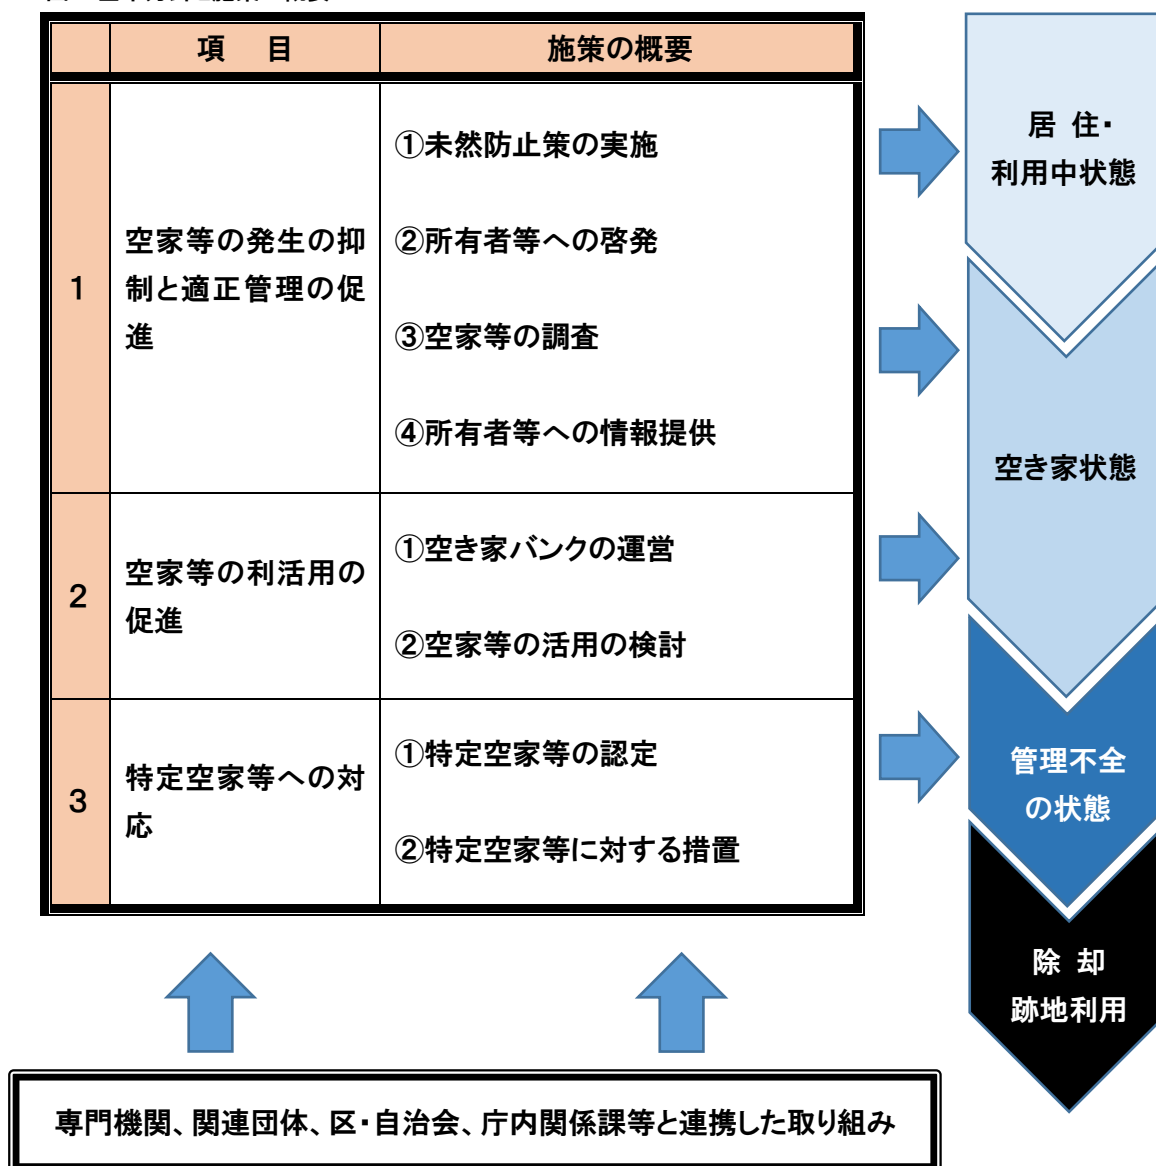 項 目
施策の概要
1
空家等の発生の抑
制と適正管理の促
進
①未然防止策の実施
②所有者等への啓発
③空家等の調査
④所有者等への情報提供
2
空家等の利活用の
促進
①空き家バンクの運営
②空家等の活用の検討
3
特定空家等への対
応
①特定空家等の認定
②特定空家等に対する措置
居 住・
利用中状態
空き家状態
管理不全
の状態
除 却
跡地利用
専門機関、関連団体、区・自治会、庁内関係課等と連携した取り組み